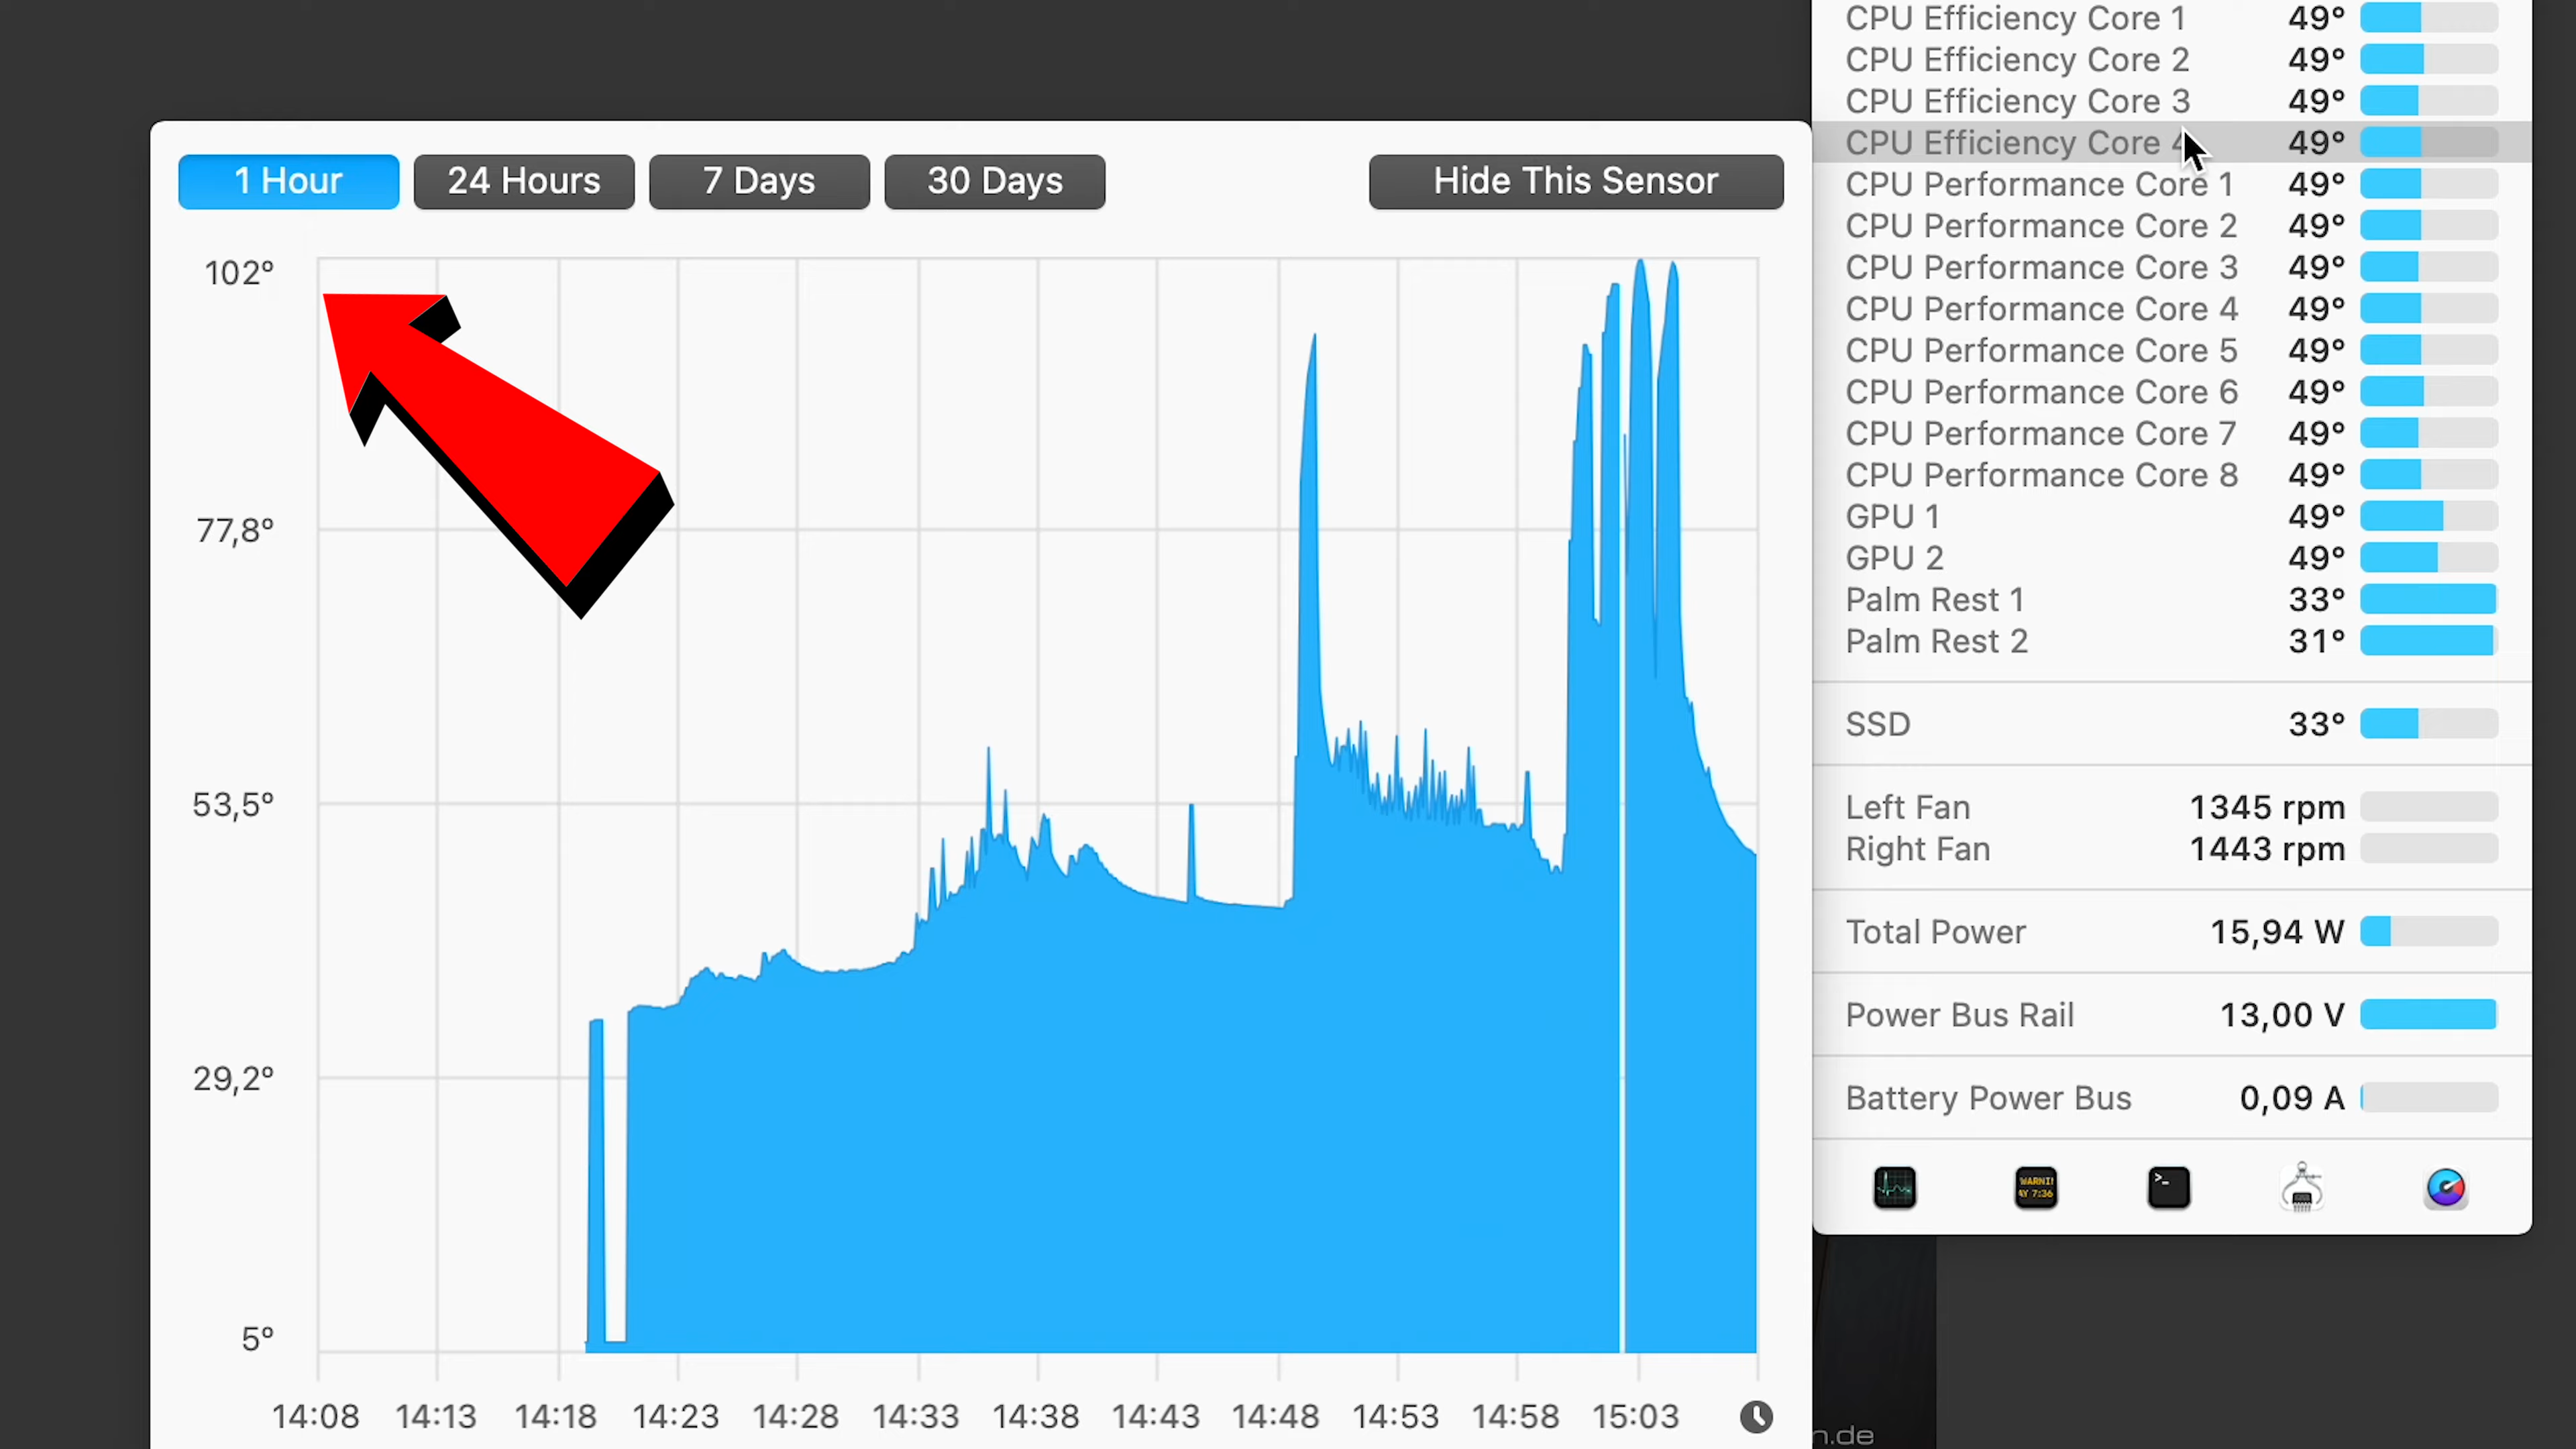 1 Hour 24 Hours 7 Days 30 Days Hide This Sensor
102°
77,8°
53,5°
29,2°
5°
14:08 14:13 14:18 14:23 14:28 14:33 14:38 14:43 14:48 14:53 14:58 15:03
CPU Efficiency Core 1 49°
CPU Efficiency Core 2 49°
CPU Efficiency Core 3 49°
CPU Efficiency Core 4 49°
CPU Performance Core 1 49°
CPU Performance Core 2 49°
CPU Performance Core 3 49°
CPU Performance Core 4 49°
CPU Performance Core 5 49°
CPU Performance Core 6 49°
CPU Performance Core 7 49°
CPU Performance Core 8 49°
GPU 1 49°
GPU 2 49°
Palm Rest 1 33°
Palm Rest 2 31°
SSD 33°
Left Fan 1345 rpm
Right Fan 1443 rpm
Total Power 15,94 W
Power Bus Rail 13,00 V
Battery Power Bus 0,09 A
WARNI!
AY 7:36
>_
n.de